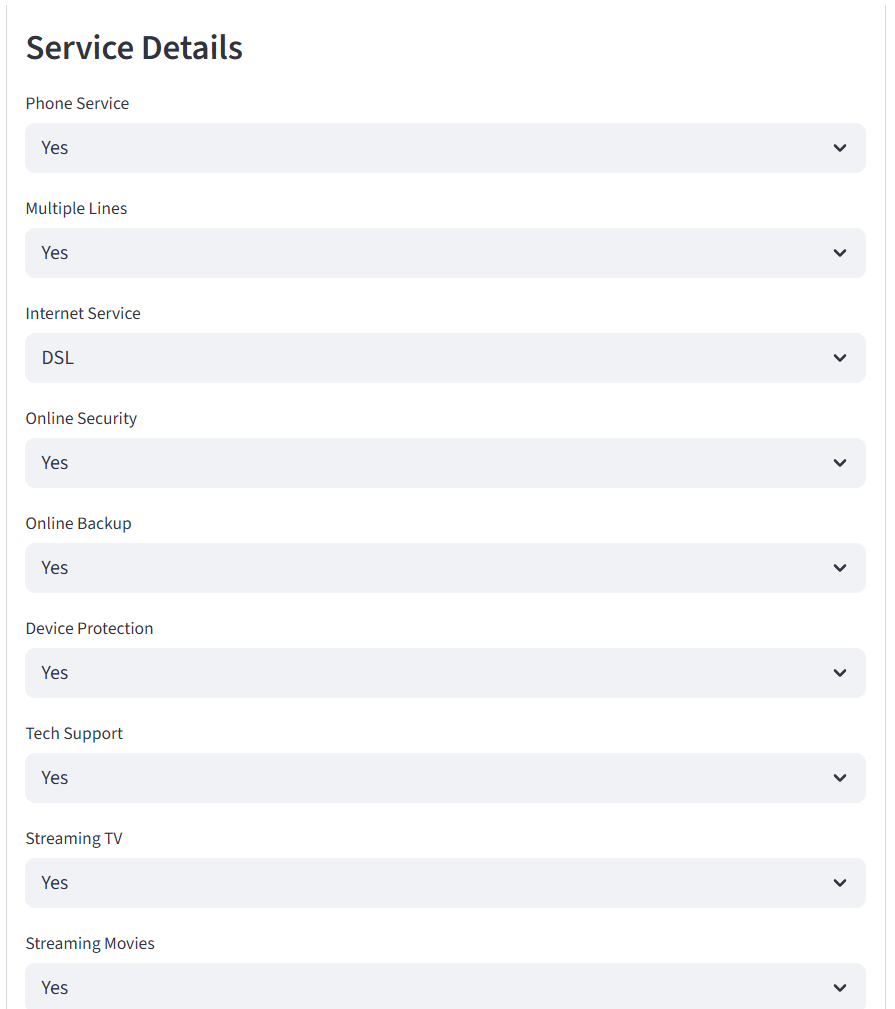 Service Details
Phone Service
Yes
Multiple Lines
Yes
Internet Service
DSL
Online Security
Yes
Online Backup
Yes
Device Protection
Yes
Tech Support
Yes
Streaming TV
Yes
Streaming Movies
Yes